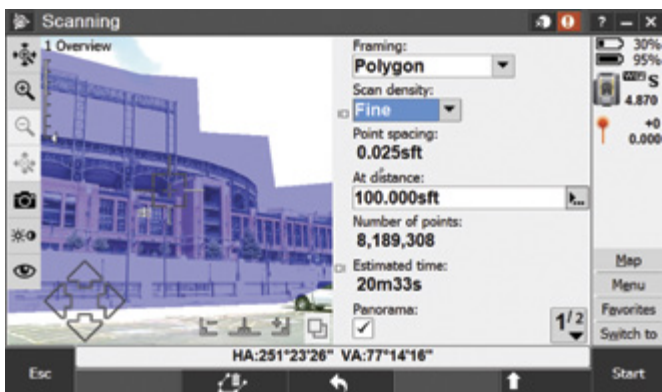 Scanning
? – ×
1 Overview
Framing:
Polygon
Scan density:
Fine
Point spacing:
0.025sft
At distance:
100.000sft
Number of points:
8,189,308
Estimated time:
20m33s
Panorama:
1/2
30%
95%
WiFi S
4.870
+0
0.000
Map
Menu
Favorites
Switch to
HA:251°23'26" VA:77°14'16"
Esc
Start